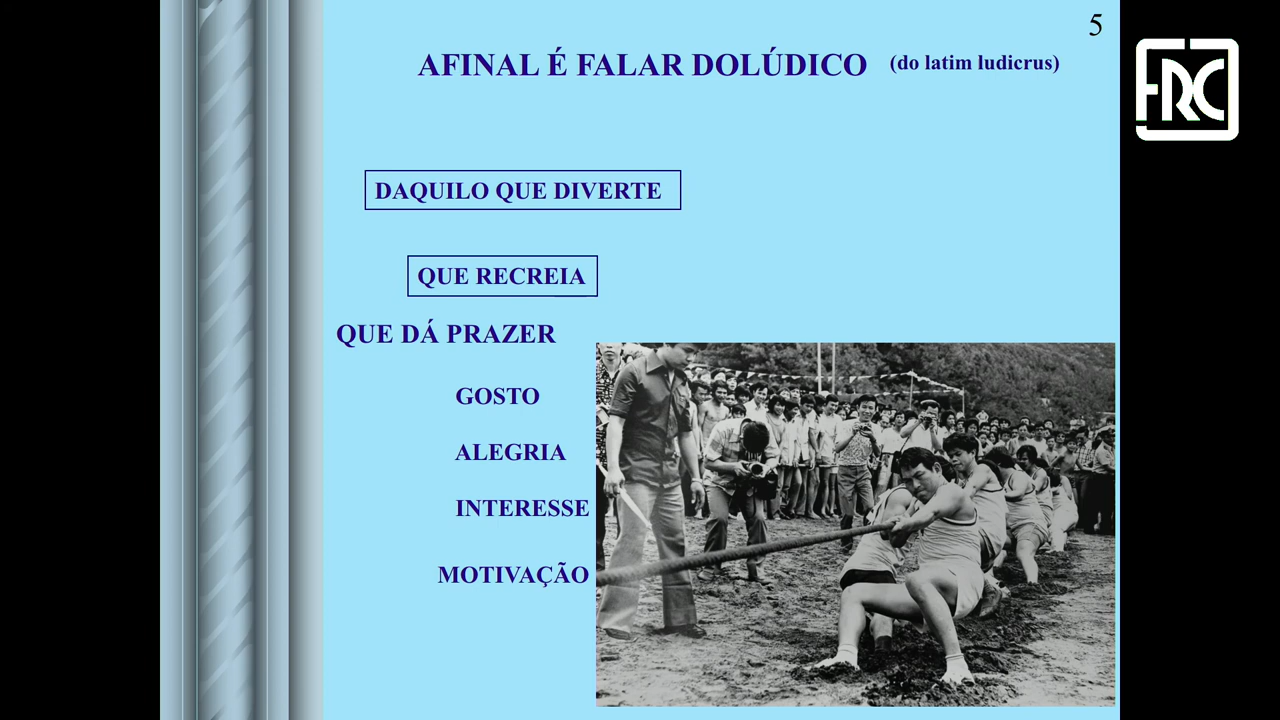 5
AFINAL É FALAR DOLÚDICO (do latim ludicrus)
FRC
DAQUILO QUE DIVERTE
QUE RECREIA
QUE DÁ PRAZER
GOSTO
ALEGRIA
INTERESSE
MOTIVAÇÃO